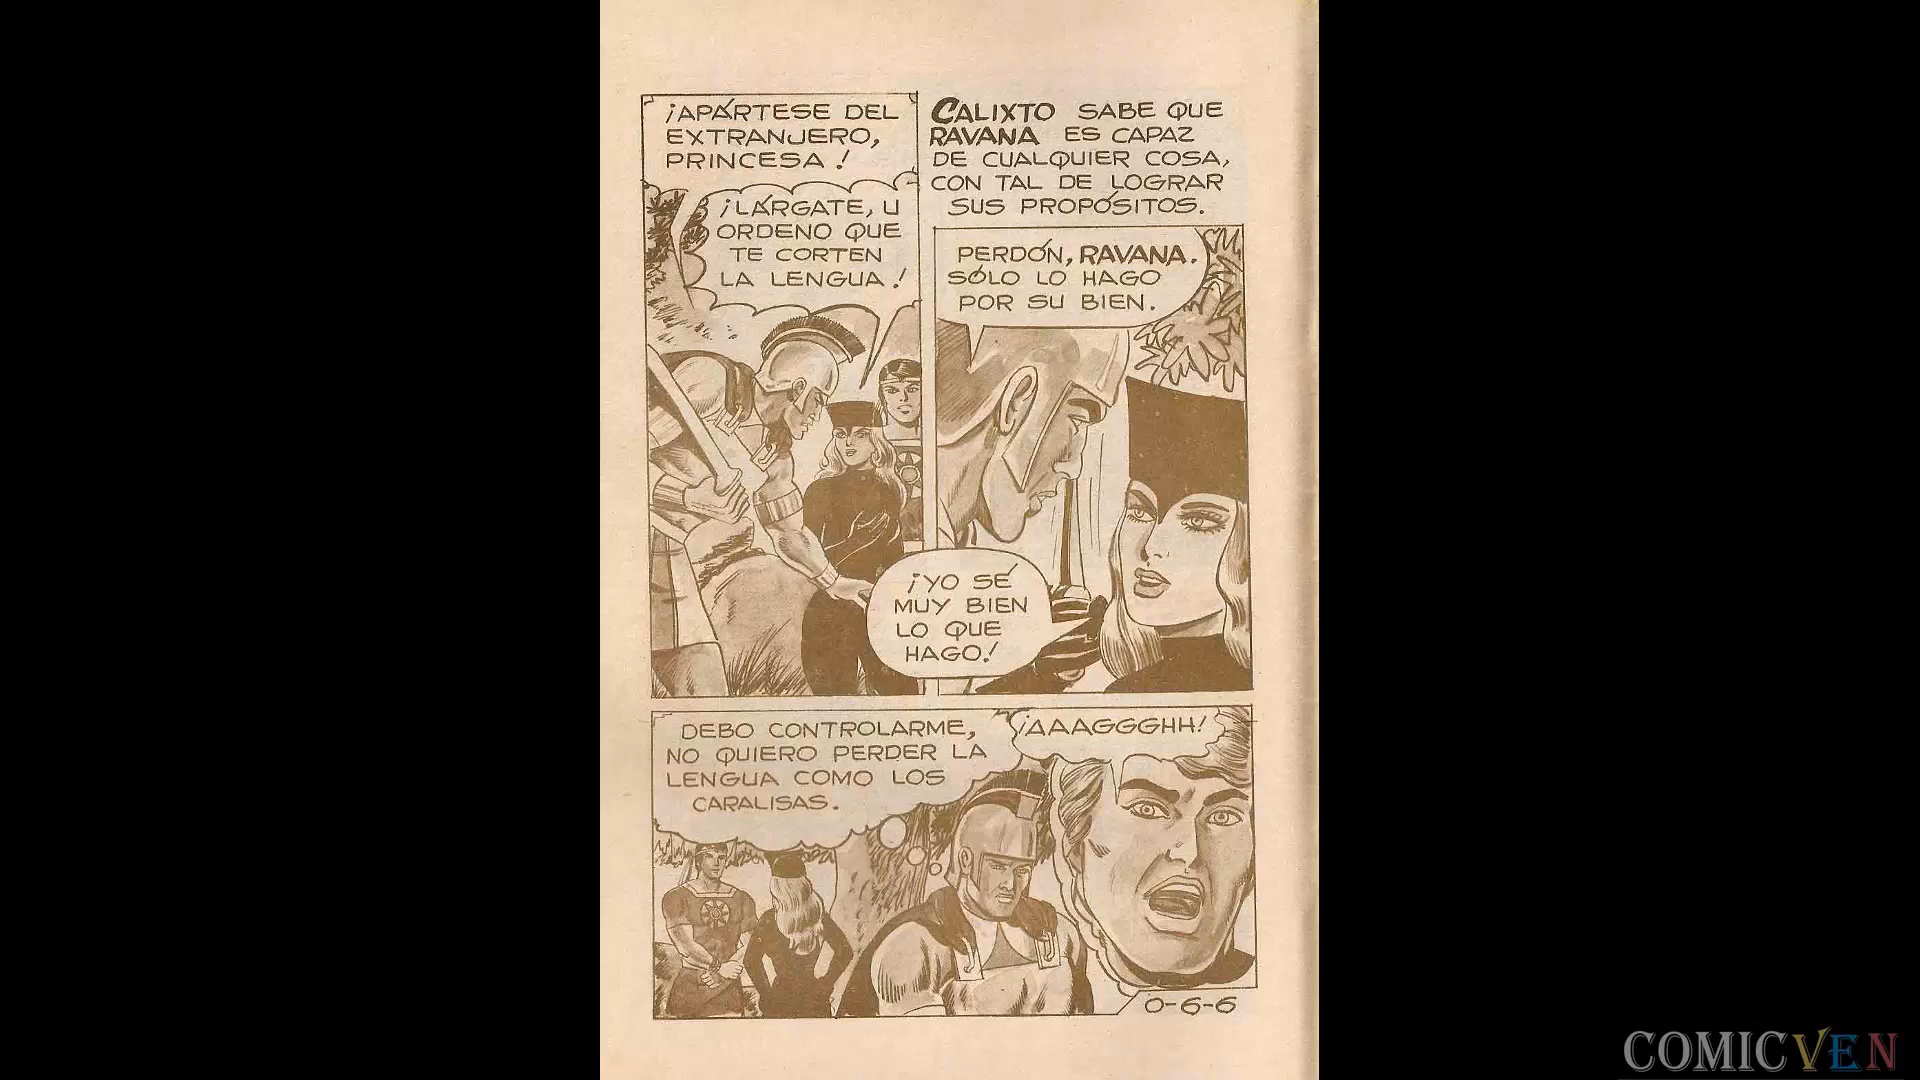 ¡APÁRTESE DEL
EXTRANJERO,
PRINCESA!
¡LÁRGATE, U
ORDENO QUE
TE CORTEN
LA LENGUA!
CALIXTO SABE QUE
RAVANA ES CAPAZ
DE CUALQUIER COSA,
CON TAL DE LOGRAR
SUS PROPÓSITOS.
PERDÓN, RAVANA.
SÓLO LO HAGO
POR SU BIEN.
¡YO SÉ
MUY BIEN
LO QUE
HAGO!
DEBO CONTROLARME,
NO QUIERO PERDER LA
LENGUA COMO LOS
CARALISAS.
¡AAAGGGHH!
0-6-6
COMICVEN